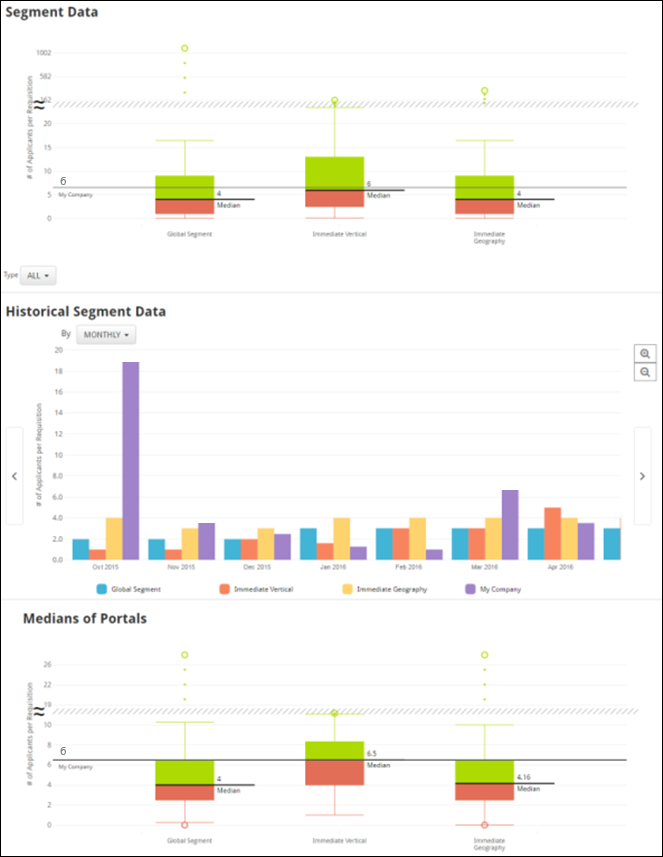 Segment Data
# of Applicants per Requisition
1002
582
162
20
15
10
5
0
6
My Company
4
Median
6
Median
4
Median
Global Segment
Immediate Vertical
Immediate
Geography
Type ALL
Historical Segment Data
By MONTHLY
# of Applicants per Requisition
20
18
16
14
12
10
8.0
6.0
4.0
2.0
0.0
Oct 2015
Nov 2015
Dec 2015
Jan 2016
Feb 2016
Mar 2016
Apr 2016
Global Segment
Immediate Vertical
Immediate Geography
My Company
Medians of Portals
# of Applicants per Requisition
26
22
19
10
8
6
4
2
0
6
My Company
4
Median
6.5
Median
4.16
Median
Global Segment
Immediate Vertical
Immediate
Geography